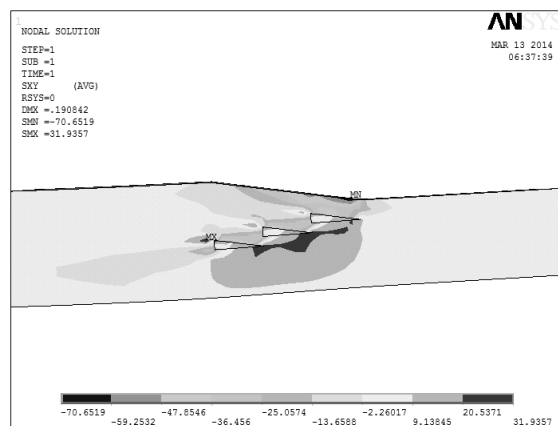 1
ANSYS
NODAL SOLUTION
MAR 13 2014
06:37:39
STEP=1
SUB =1
TIME=1
SXY (AVG)
RSYS=0
DMX =.190842
SMN =-70.6519
SMX =31.9357
MN
MX
-70.6519 -47.8546 -25.0574 -2.26017 20.5371
-59.2532 -36.456 -13.6588 9.13845 31.9357